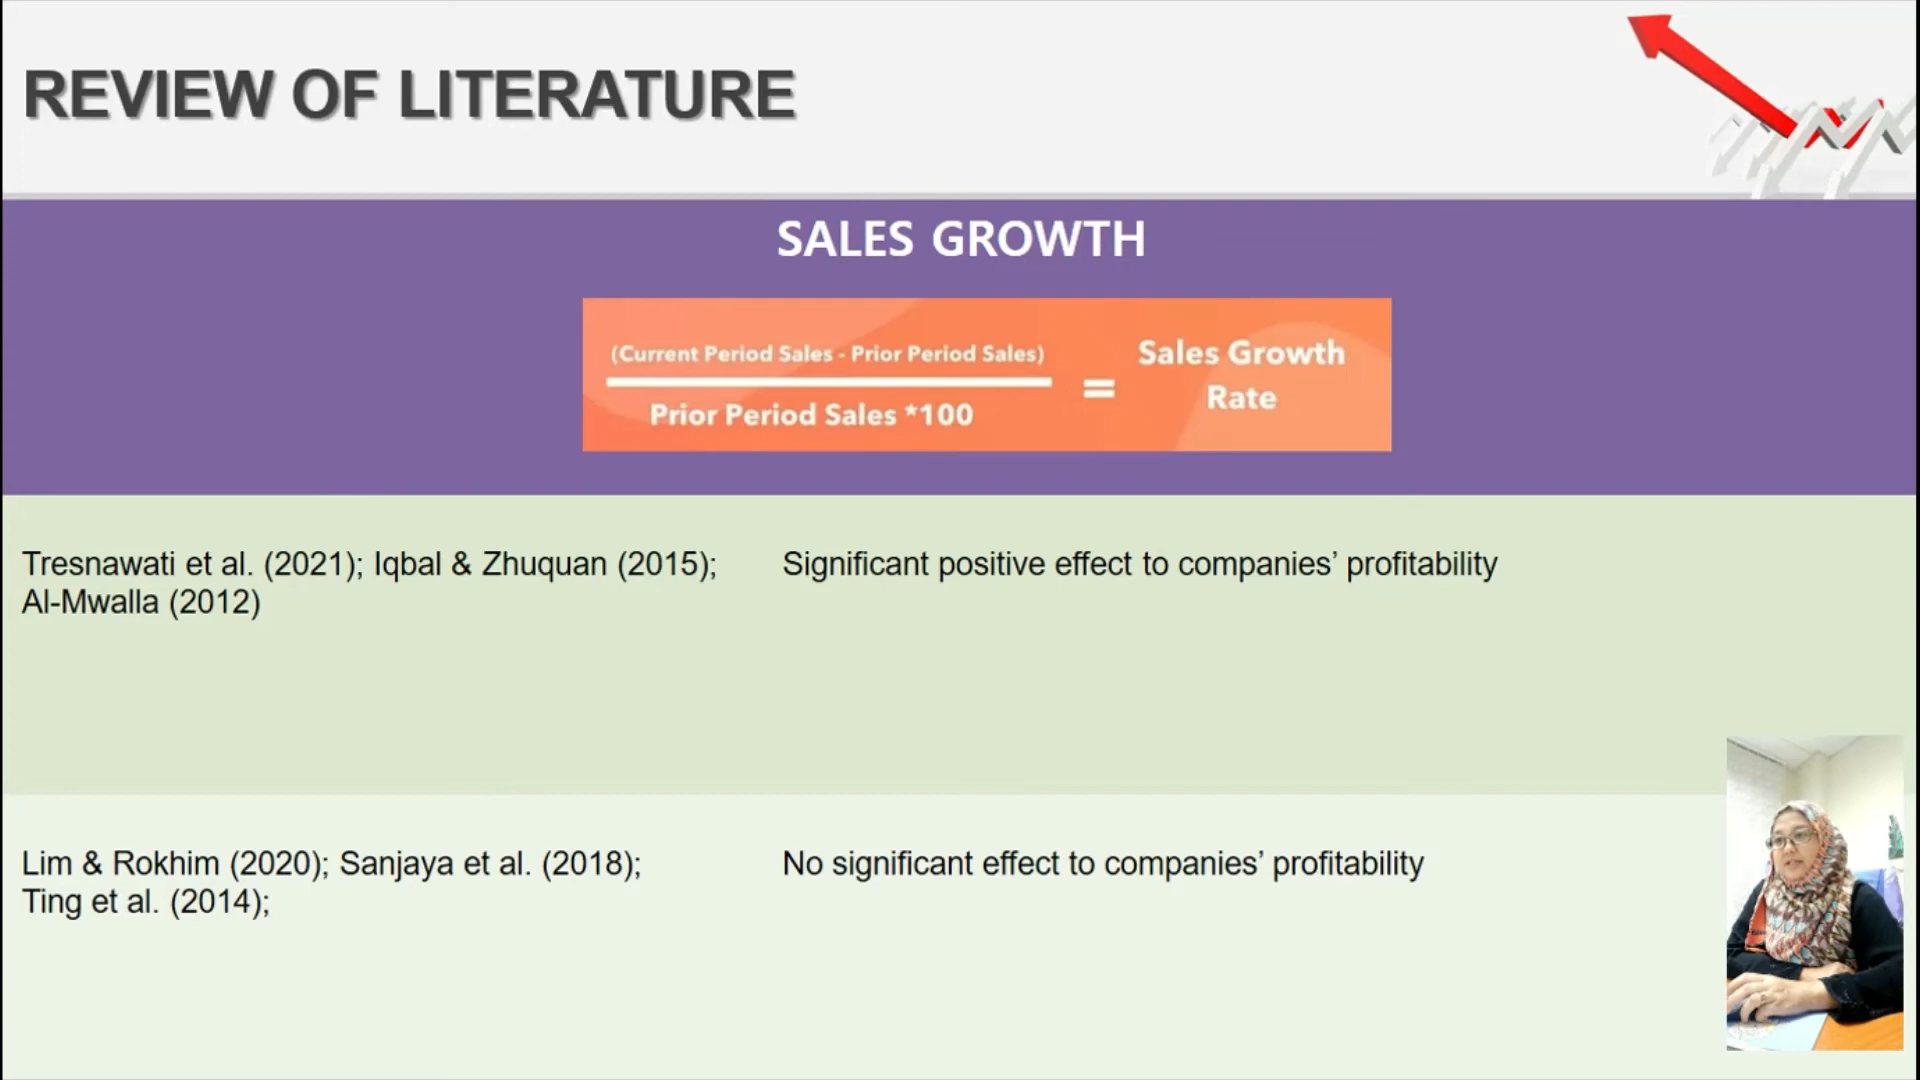 REVIEW OF LITERATURE
SALES GROWTH
(Current Period Sales - Prior Period Sales)
Prior Period Sales *100
=
Sales Growth
Rate
Tresnawati et al. (2021); Iqbal & Zhuquan (2015);
Al-Mwalla (2012)
Significant positive effect to companies’ profitability
Lim & Rokhim (2020); Sanjaya et al. (2018);
Ting et al. (2014);
No significant effect to companies’ profitability